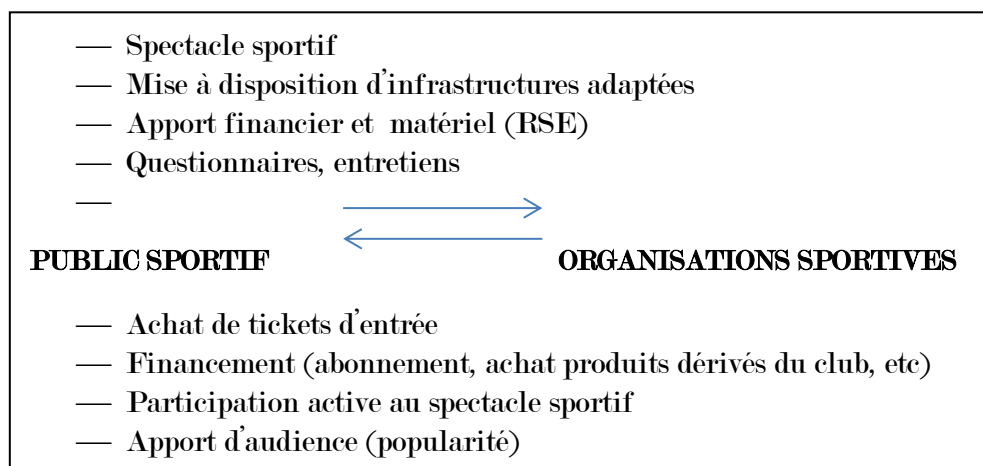 — Spectacle sportif
— Mise à disposition d'infrastructures adaptées
— Apport financier et matériel (RSE)
— Questionnaires, entretiens
—
PUBLIC SPORTIF ORGANISATIONS SPORTIVES
— Achat de tickets d'entrée
— Financement (abonnement, achat produits dérivés du club, etc)
— Participation active au spectacle sportif
— Apport d'audience (popularité)